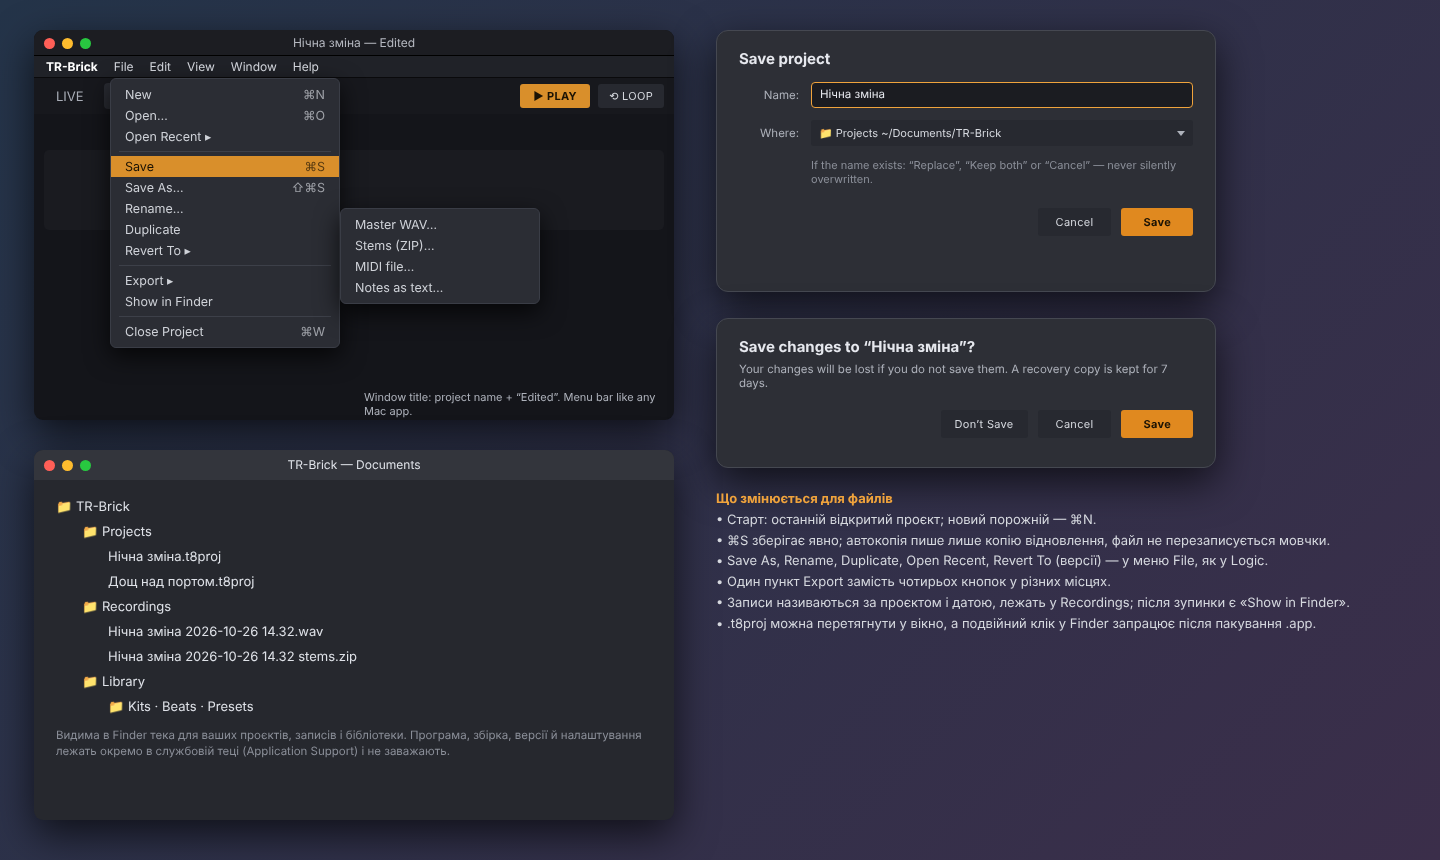 Нічна зміна — Edited
TR-Brick File Edit View Window Help
LIVE
▶ PLAY
⟲ LOOP
New ⌘N
Open... ⌘O
Open Recent ▸
Save ⌘S
Save As... ⇧⌘S
Rename...
Duplicate
Revert To ▸
Export ▸
Show in Finder
Close Project ⌘W
Master WAV...
Stems (ZIP)...
MIDI file...
Notes as text...
Window title: project name + “Edited”. Menu bar like any
Mac app.
TR-Brick — Documents
📁 TR-Brick
📁 Projects
Нічна зміна.t8proj
Дощ над портом.t8proj
📁 Recordings
Нічна зміна 2026-10-26 14.32.wav
Нічна зміна 2026-10-26 14.32 stems.zip
📁 Library
📁 Kits · Beats · Presets
Видима в Finder тека для ваших проєктів, записів і бібліотеки. Програма, збірка, версії й налаштування
лежать окремо в службовій теці (Application Support) і не заважають.
Save project
Name: Нічна зміна
Where: 📁 Projects ~/Documents/TR-Brick
If the name exists: “Replace”, “Keep both” or “Cancel” — never silently
overwritten.
Cancel Save
Save changes to “Нічна зміна”?
Your changes will be lost if you do not save them. A recovery copy is kept for 7
days.
Don’t Save Cancel Save
Що змінюється для файлів
• Старт: останній відкритий проєкт; новий порожній — ⌘N.
• ⌘S зберігає явно; автокопія пише лише копію відновлення, файл не перезаписується мовчки.
• Save As, Rename, Duplicate, Open Recent, Revert To (версії) — у меню File, як у Logic.
• Один пункт Export замість чотирьох кнопок у різних місцях.
• Записи називаються за проєктом і датою, лежать у Recordings; після зупинки є «Show in Finder».
• .t8proj можна перетягнути у вікно, а подвійний клік у Finder запрацює після пакування .app.